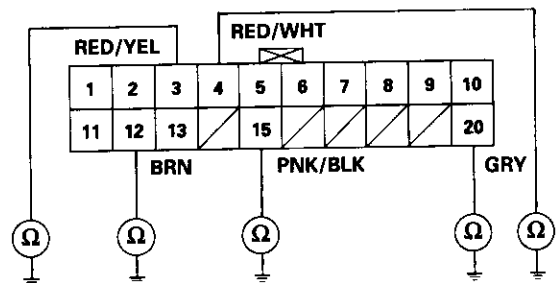 RED/YEL RED/WHT
1 2 3 4 5 6 7 8 9 10
11 12 13 15 20
BRN PNK/BLK GRY
Ω Ω Ω Ω Ω